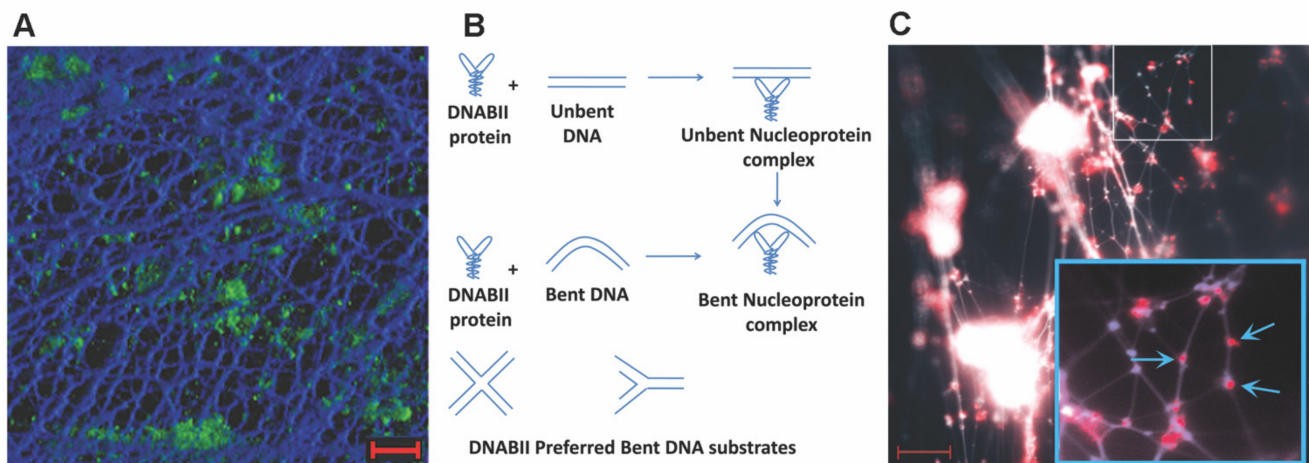 A
B
C
DNABII
protein
+
Unbent
DNA
Unbent Nucleoprotein
complex
DNABII
protein
+
Bent DNA
Bent Nucleoprotein
complex
DNABII Preferred Bent DNA substrates